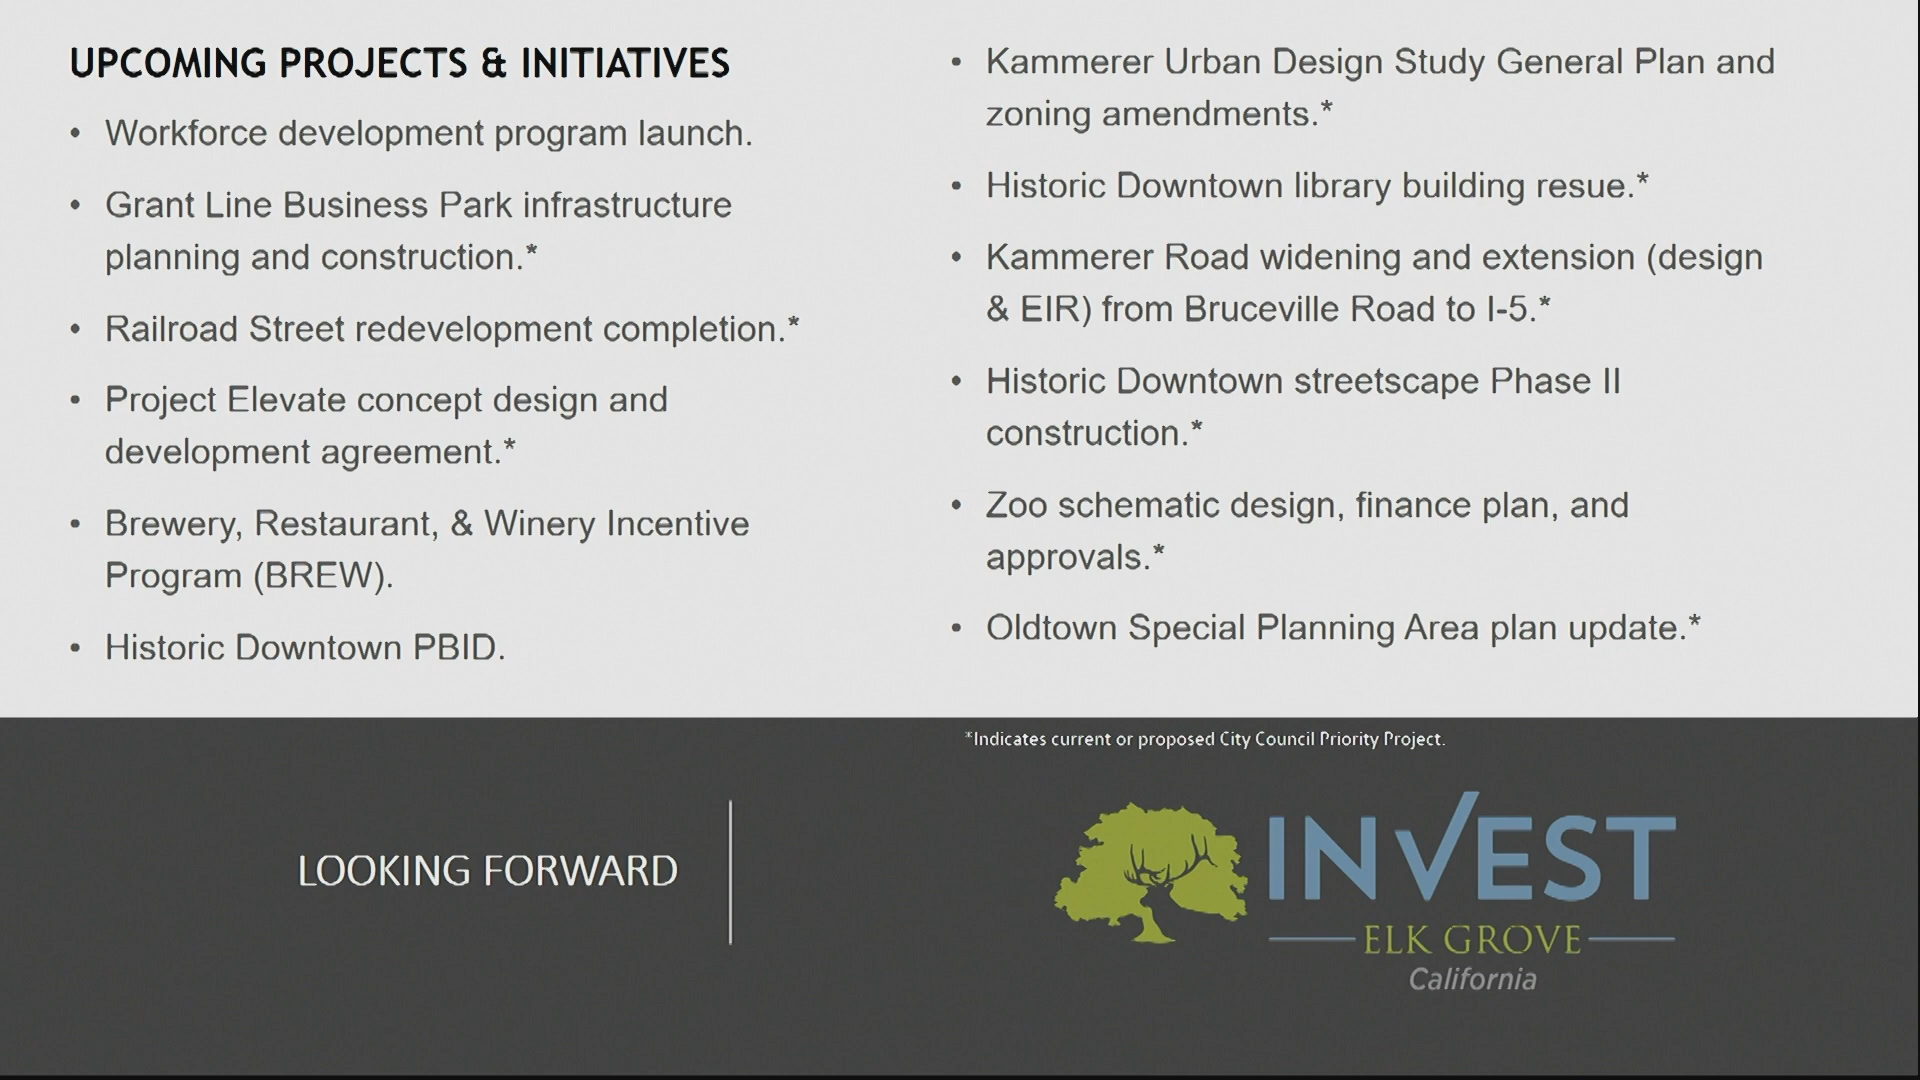 UPCOMING PROJECTS & INITIATIVES
• Workforce development program launch.
• Grant Line Business Park infrastructure
planning and construction.*
• Railroad Street redevelopment completion.*
• Project Elevate concept design and
development agreement.*
• Brewery, Restaurant, & Winery Incentive
Program (BREW).
• Historic Downtown PBID.
• Kammerer Urban Design Study General Plan and
zoning amendments.*
• Historic Downtown library building resue.*
• Kammerer Road widening and extension (design
& EIR) from Bruceville Road to I-5.*
• Historic Downtown streetscape Phase II
construction.*
• Zoo schematic design, finance plan, and
approvals.*
• Oldtown Special Planning Area plan update.*
*Indicates current or proposed City Council Priority Project.
LOOKING FORWARD
INVEST
ELK GROVE
California